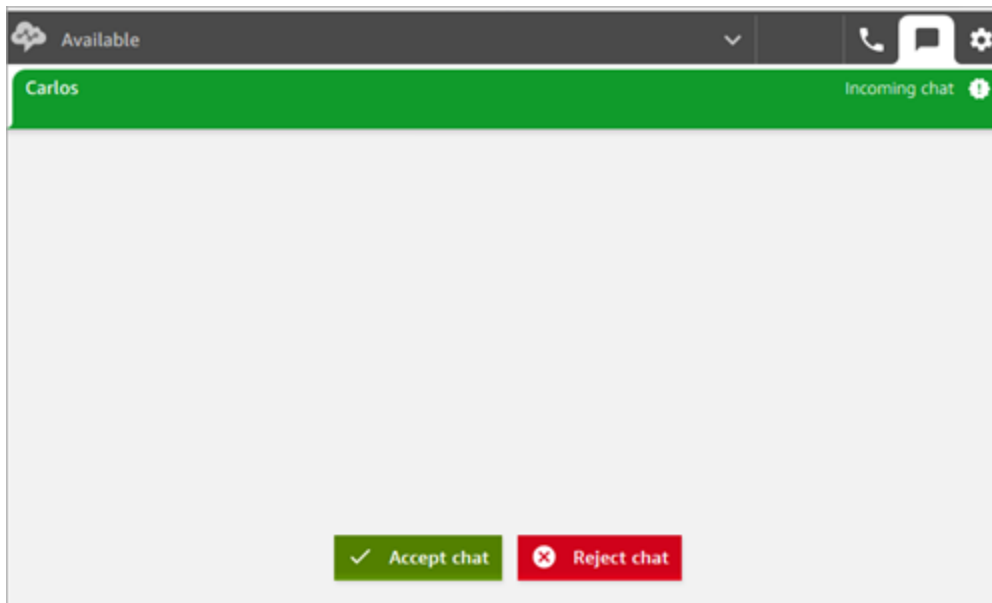 Available
Carlos
Incoming chat
Accept chat
Reject chat